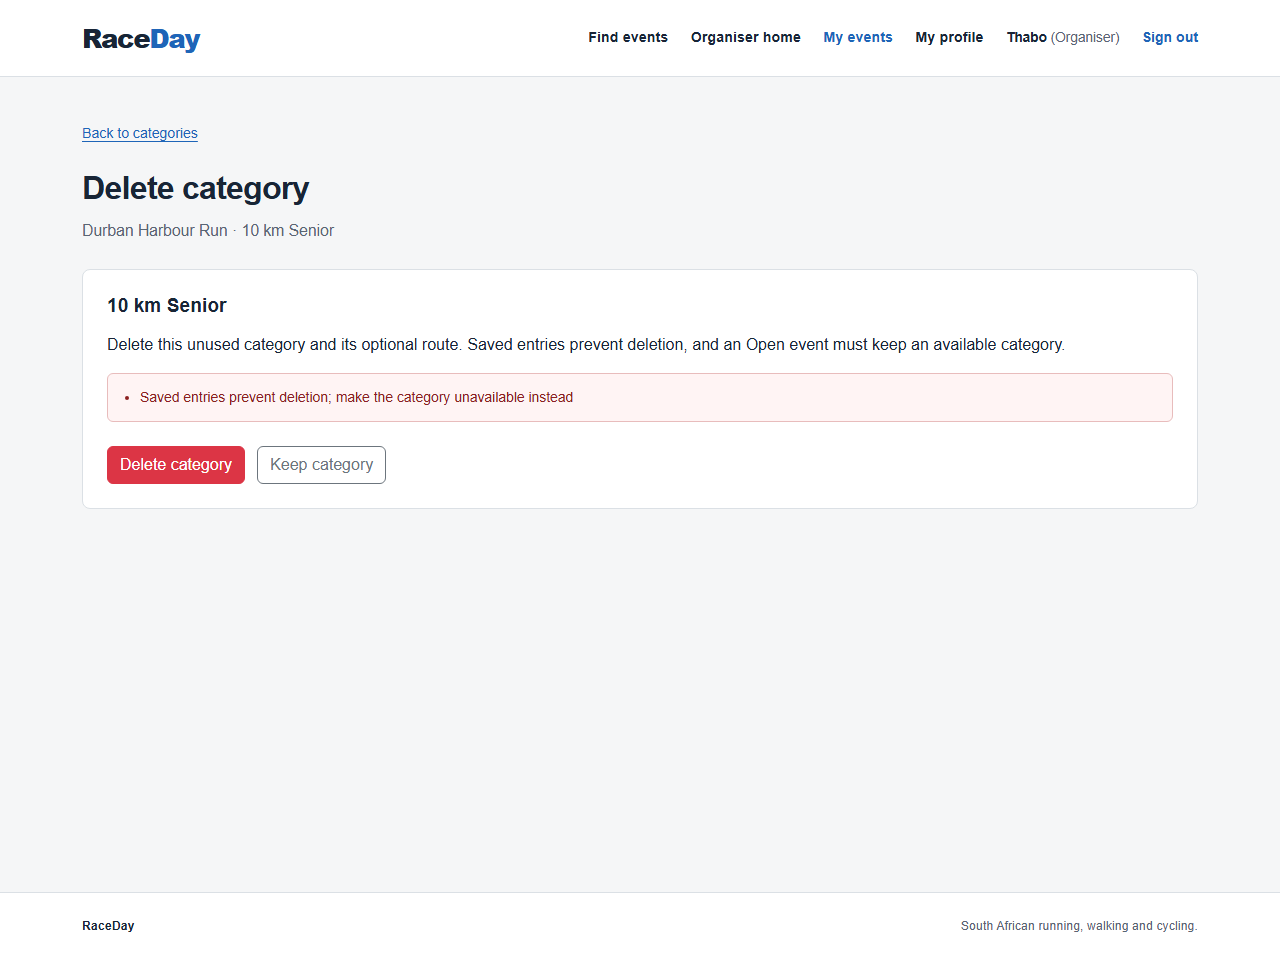 RaceDay
Find events
Organiser home
My events
My profile
Thabo (Organiser)
Sign out
Back to categories
Delete category
Durban Harbour Run · 10 km Senior
10 km Senior
Delete this unused category and its optional route. Saved entries prevent deletion, and an Open event must keep an available category.
Saved entries prevent deletion; make the category unavailable instead
Delete category
Keep category
RaceDay
South African running, walking and cycling.